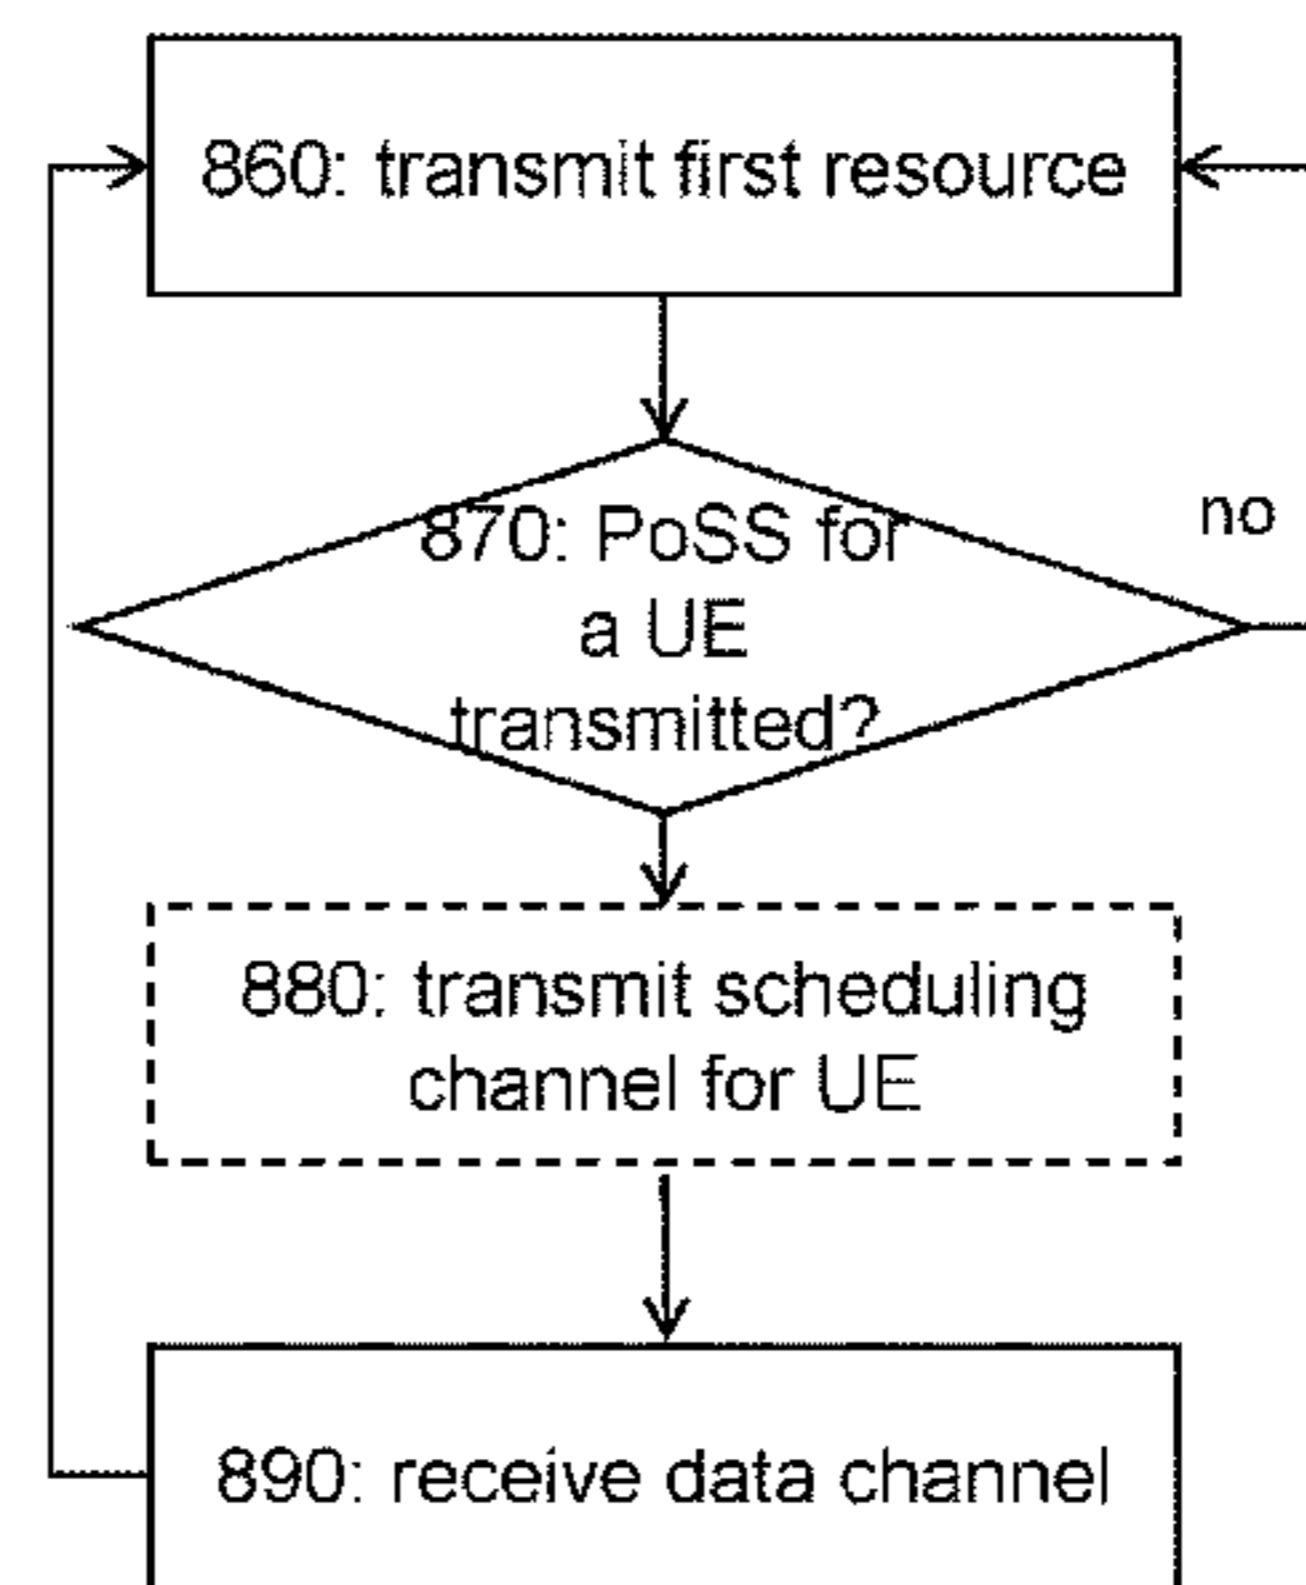 860: transmit first resource
870: PoSS for
no
a UE
transmitted?
880: transmit scheduling
channel for UE
890: receive data channel